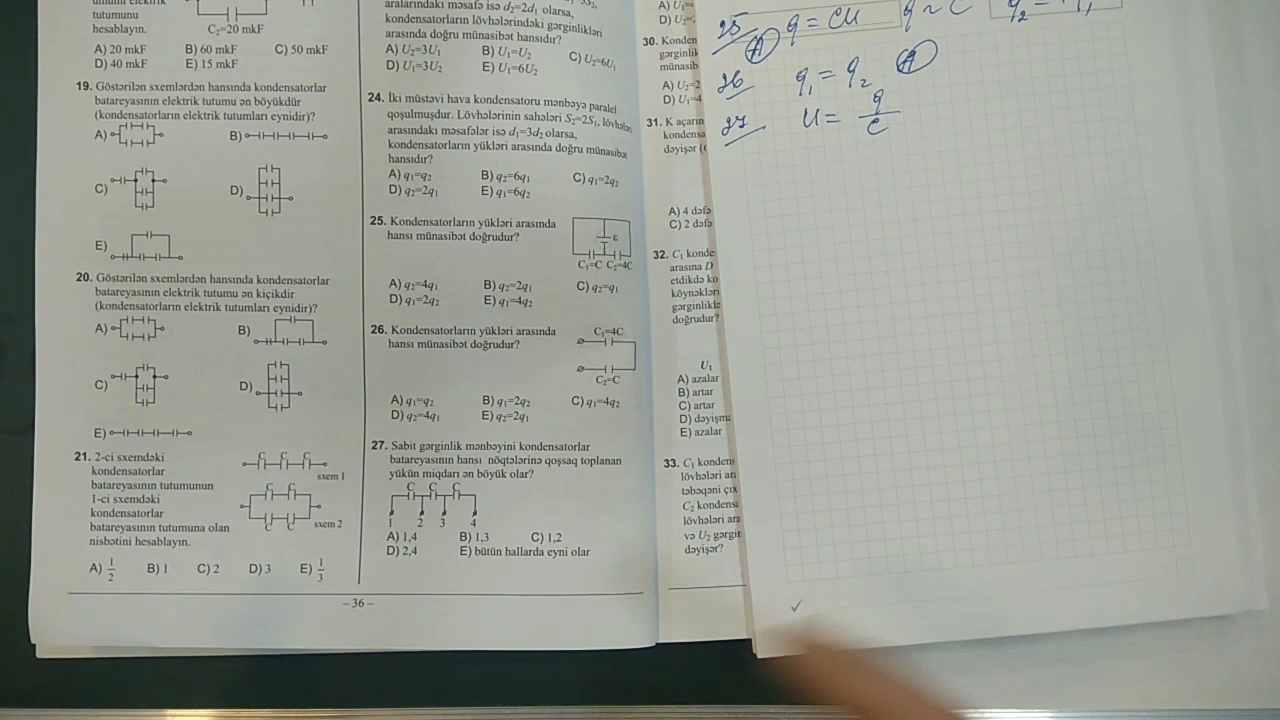 tutumunu
hesablayın.
C₂=20 mkF
A) 20 mkF B) 60 mkF C) 50 mkF
D) 40 mkF E) 15 mkF
19. Göstərilən sxemlərdən hansında kondensatorlar
batareyasının elektrik tutumu ən böyükdür
(kondensatorların elektrik tutumları eynidir)?
A) B)
C) D)
E)
20. Göstərilən sxemlərdən hansında kondensatorlar
batareyasının elektrik tutumu ən kiçikdir
(kondensatorların elektrik tutumları eynidir)?
A) B)
C) D)
E)
21. 2-ci sxemdəki
kondensatorlar
batareyasının tutumunun
1-ci sxemdəki
kondensatorlar
batareyasının tutumuna olan
nisbətini hesablayın.
C C C
sxem 1
C C
C C
sxem 2
A) 1/2 B) 1 C) 2 D) 3 E) 1/3
aralarındakı məsafə isə d₂=2d₁ olarsa,
kondensatorların lövhələrindəki gərginlikləri
arasında doğru münasibət hansıdır?
A) U₂=3U₁ B) U₁=U₂ C) U₂=6U₁
D) U₁=3U₂ E) U₁=6U₂
24. İki müstəvi hava kondensatoru mənbəyə paralel
qoşulmuşdur. Lövhələrinin sahələri S₂=2S₁, lövhələri
arasındakı məsafələr isə d₁=3d₂ olarsa,
kondensatorların yükləri arasında doğru münasibət
hansıdır?
A) q₁=q₂ B) q₂=6q₁ C) q₁=2q₂
D) q₂=2q₁ E) q₁=6q₂
25. Kondensatorların yükləri arasında
hansı münasibət doğrudur?
ε
C₁=C C₂=4C
A) q₂=4q₁ B) q₂=2q₁ C) q₂=q₁
D) q₁=2q₂ E) q₁=4q₂
26. Kondensatorların yükləri arasında
hansı münasibət doğrudur?
C₁=4C
C₂=C
A) q₁=q₂ B) q₁=2q₂ C) q₁=4q₂
D) q₂=4q₁ E) q₂=2q₁
27. Sabit gərginlik mənbəyini kondensatorlar
batareyasının hansı nöqtələrinə qoşsaq toplanan
yükün miqdarı ən böyük olar?
C C C
1 2 3 4
A) 1,4 B) 1,3 C) 1,2
D) 2,4 E) bütün hallarda eyni olar
– 36 –
A) U₁=
D) U₂=
30. Konden
gərginlik
münasib
A) U₂=2
D) U₁=4
31. K açarın
kondensa
dəyişər (
A) 4 dəfə
C) 2 dəfə
32. C₁ konde
arasına D
etdikdə ko
köynəkləri
gərginliklə
doğrudur?
U₁
A) azalar
B) artar
C) artar
D) dəyişmə
E) azalar
33. C₁ kondens
lövhələri ara
təbəqəni çıx
C₂ kondensa
lövhələri ara
və U₂ gərgin
dəyişər?
25 A q = CU q ~ C
26 q₁ = q₂ A
27 U = q/C